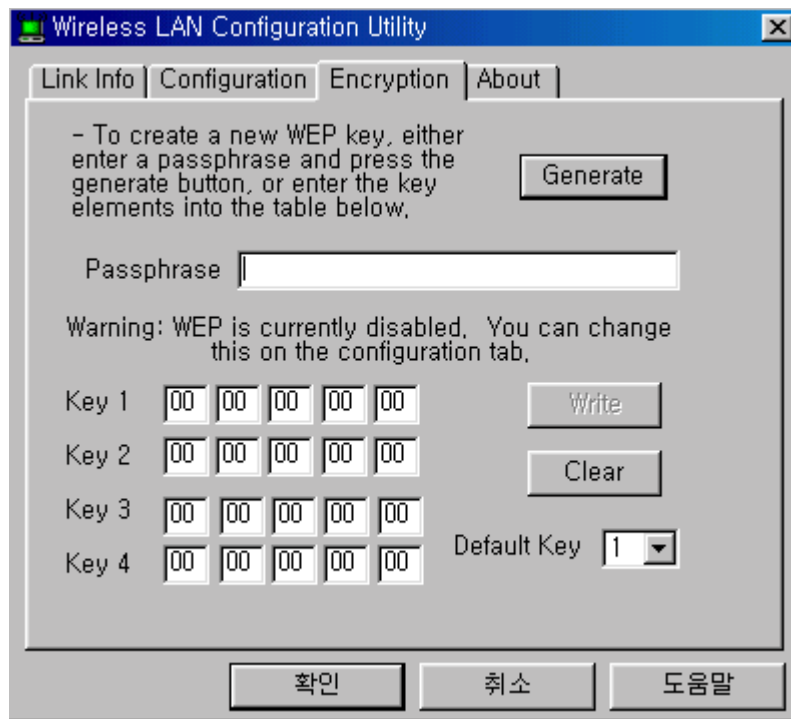 Wireless LAN Configuration Utility
Link Info Configuration Encryption About
- To create a new WEP key, either
enter a passphrase and press the
generate button, or enter the key
elements into the table below.
Generate
Passphrase
Warning: WEP is currently disabled. You can change
this on the configuration tab.
Key 1 00 00 00 00 00
Write
Key 2 00 00 00 00 00
Clear
Key 3 00 00 00 00 00
Default Key 1
Key 4 00 00 00 00 00
확인 취소 도움말